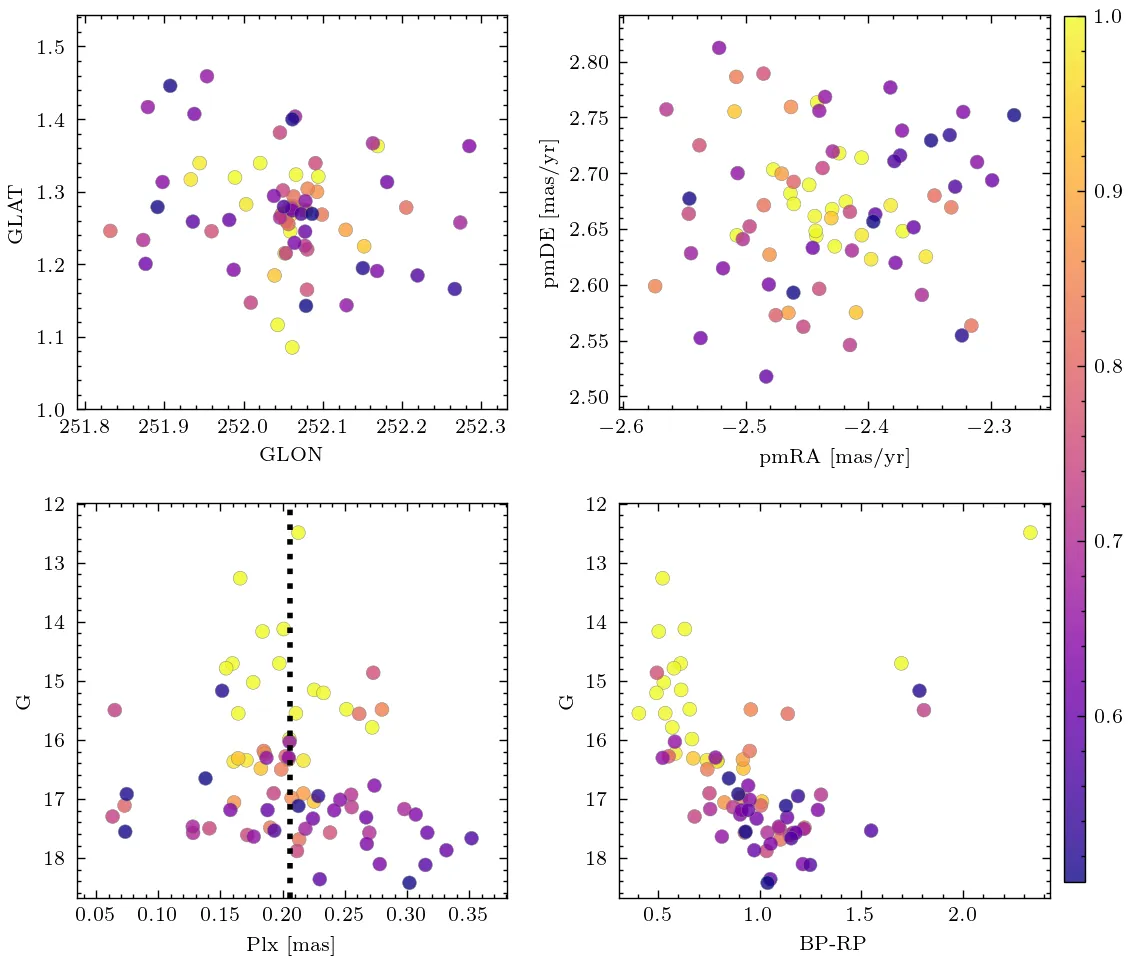 1.5
1.4
1.3
1.2
1.1
1.0
GLAT
251.8 251.9 252.0 252.1 252.2 252.3
GLON
2.80
2.75
2.70
2.65
2.60
2.55
2.50
pmDE [mas/yr]
−2.6 −2.5 −2.4 −2.3
pmRA [mas/yr]
12
13
14
15
16
17
18
G
0.05 0.10 0.15 0.20 0.25 0.30 0.35
Plx [mas]
12
13
14
15
16
17
18
G
0.5 1.0 1.5 2.0
BP-RP
1.0
0.9
0.8
0.7
0.6